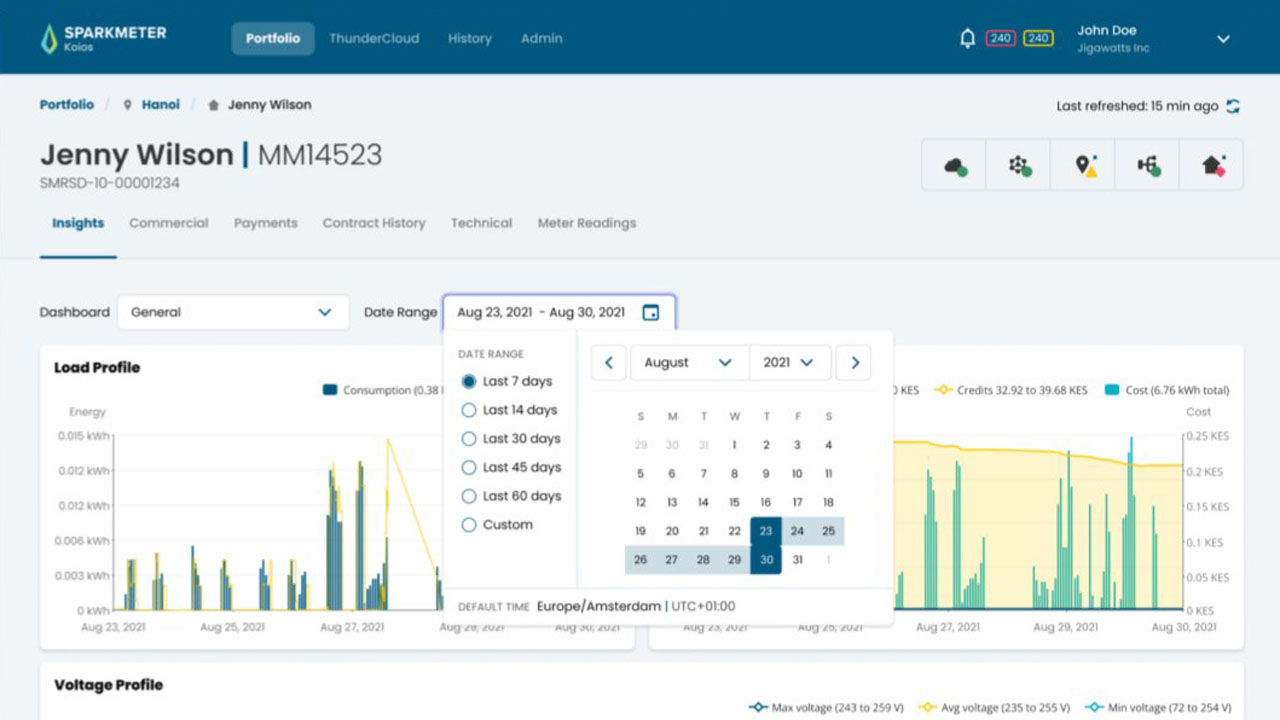 SPARKMETER
Koios
Portfolio
ThunderCloud
History
Admin
240
240
John Doe
Jigawatts Inc
Portfolio / Hanoi / Jenny Wilson
Last refreshed: 15 min ago
Jenny Wilson | MM14523
SMRSD-10-00001234
Insights
Commercial
Payments
Contract History
Technical
Meter Readings
Dashboard
General
Date Range
Aug 23, 2021 - Aug 30, 2021
Load Profile
Consumption (0.38
Energy
0.015 kWh
0.012 kWh
0.012 kWh
0.006 kWh
0.003 kWh
0 kWh
Aug 23, 2021
Aug 25, 2021
Aug 27, 2021
Aug 29, 2021
Aug 30, 2021
DATE RANGE
Last 7 days
Last 14 days
Last 30 days
Last 45 days
Last 60 days
Custom
August
2021
S M T W T F S
29 30 31 1 2 3 4
5 6 7 8 9 10 11
12 13 14 15 16 17 18
19 20 21 22 23 24 25
26 27 28 29 30 31 1
DEFAULT TIME Europe/Amsterdam | UTC+01:00
KES
Credits 32.92 to 39.68 KES
Cost (6.76 kWh total)
Cost
0.25 KES
0.2 KES
0.15 KES
0.1 KES
0.05 KES
0 KES
Aug 23, 2021
Aug 25, 2021
Aug 27, 2021
Aug 29, 2021
Aug 30, 2021
Voltage Profile
Max voltage (243 to 259 V)
Avg voltage (235 to 255 V)
Min voltage (72 to 254 V)